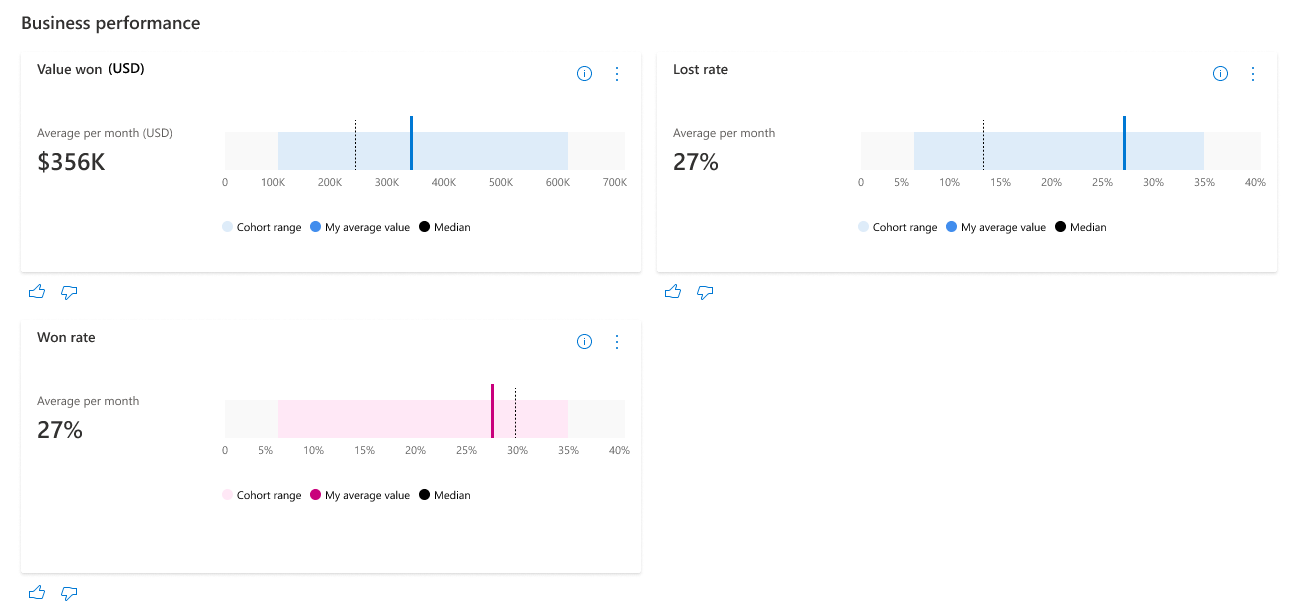 Business performance
Value won (USD)
Average per month (USD)
$356K
0 100K 200K 300K 400K 500K 600K 700K
Cohort range My average value Median
Lost rate
Average per month
27%
0 5% 10% 15% 20% 25% 30% 35% 40%
Cohort range My average value Median
Won rate
Average per month
27%
0 5% 10% 15% 20% 25% 30% 35% 40%
Cohort range My average value Median